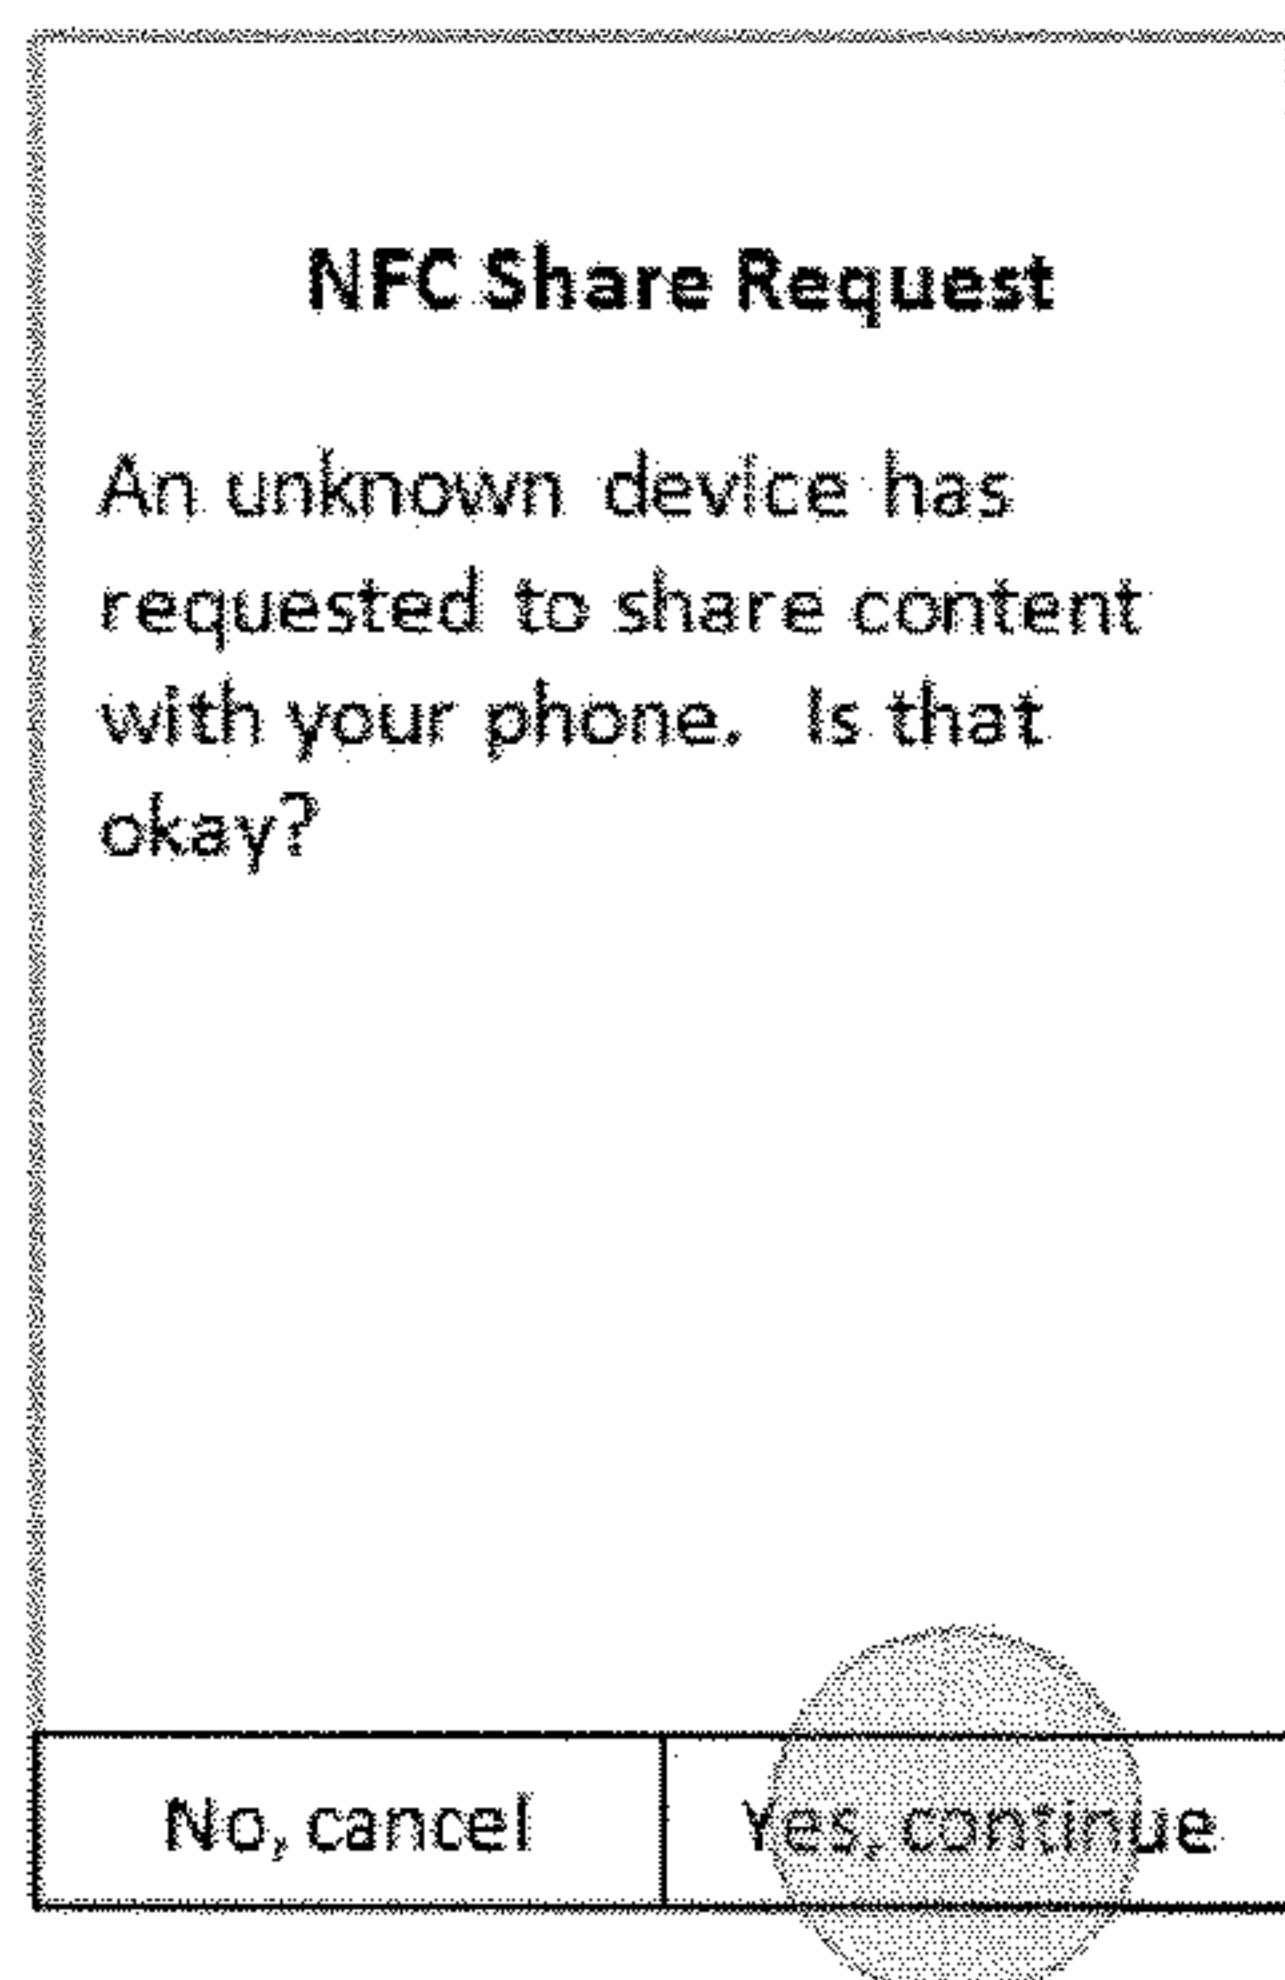 NFC Share Request
An unknown device has
requested to share content
with your phone.  Is that
okay?
No, cancel
Yes, continue